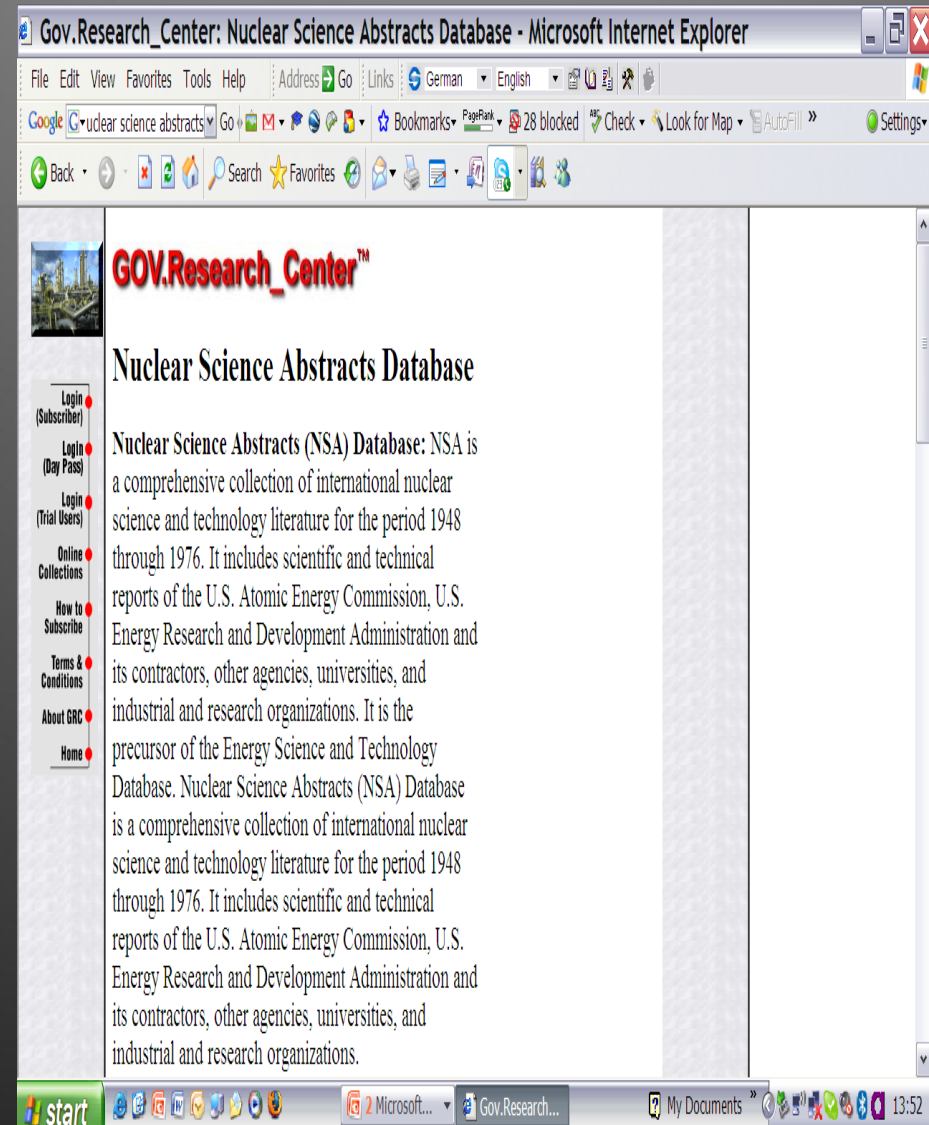 Gov.Research_Center: Nuclear Science Abstracts Database - Microsoft Internet Explorer
File Edit View Favorites Tools Help Address Go Links German English
Google G uclear science abstracts Go Bookmarks PageRank 28 blocked ABC Check Look for Map AutoFill » Settings
Back Search Favorites
GOV.Research_Center™
Nuclear Science Abstracts Database
Login
(Subscriber)
Login
(Day Pass)
Login
(Trial Users)
Online
Collections
How to
Subscribe
Terms &
Conditions
About GRC
Home
Nuclear Science Abstracts (NSA) Database: NSA is
a comprehensive collection of international nuclear
science and technology literature for the period 1948
through 1976. It includes scientific and technical
reports of the U.S. Atomic Energy Commission, U.S.
Energy Research and Development Administration and
its contractors, other agencies, universities, and
industrial and research organizations. It is the
precursor of the Energy Science and Technology
Database. Nuclear Science Abstracts (NSA) Database
is a comprehensive collection of international nuclear
science and technology literature for the period 1948
through 1976. It includes scientific and technical
reports of the U.S. Atomic Energy Commission, U.S.
Energy Research and Development Administration and
its contractors, other agencies, universities, and
industrial and research organizations.
start 2 Microsoft... Gov.Research... My Documents » 13:52